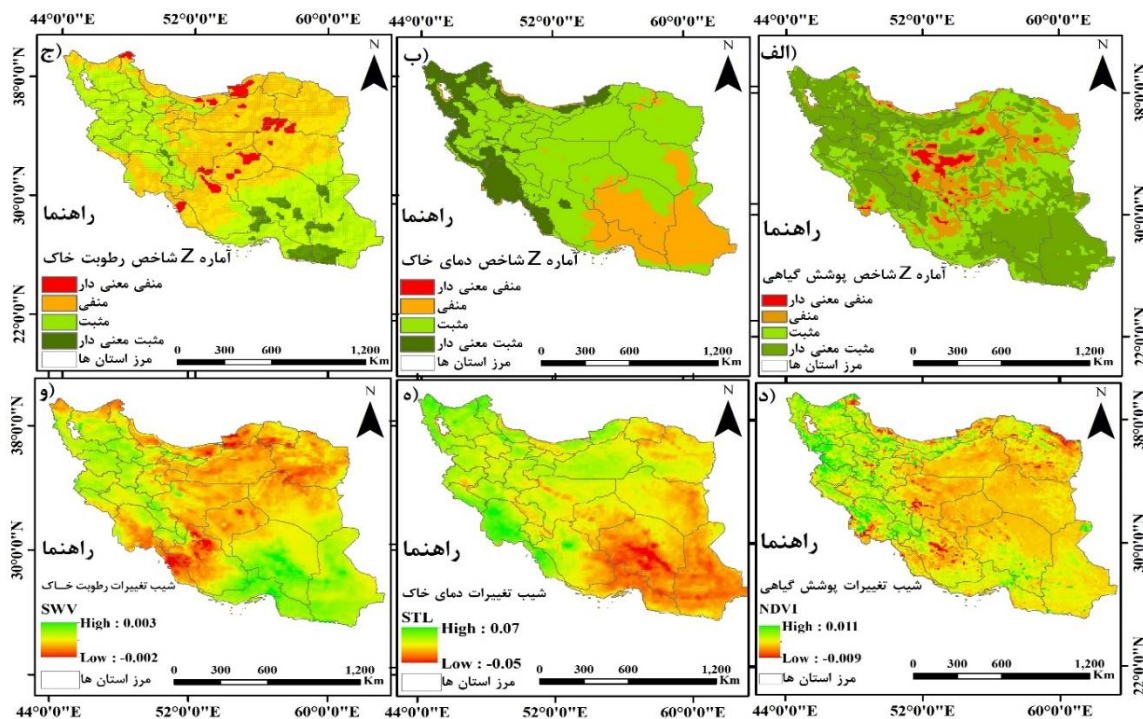 44°0'0"E 52°0'0"E 60°0'0"E
44°0'0"E 52°0'0"E 60°0'0"E
44°0'0"E 52°0'0"E 60°0'0"E
الف)
N
38°0'0"N
30°0'0"N
22°0'0"N
راهنما
آماره Z شاخص پوشش گیاهی
منفی معنی دار
منفی
مثبت
مثبت معنی دار
مرز استان ها
0 300 600 1,200
Km
ب)
N
راهنما
آماره Z شاخص دمای خاک
منفی معنی دار
منفی
مثبت
مثبت معنی دار
مرز استان ها
0 300 600 1,200
Km
ج)
N
38°0'0"N
30°0'0"N
22°0'0"N
راهنما
آماره Z شاخص رطوبت خاک
منفی معنی دار
منفی
مثبت
مثبت معنی دار
مرز استان ها
0 300 600 1,200
Km
د)
N
38°0'0"N
30°0'0"N
22°0'0"N
راهنما
شیب تغییرات پوشش گیاهی
NDVI
High : 0.011
Low : -0.009
مرز استان ها
0 300 600 1,200
Km
52°0'0"E 60°0'0"E
ه)
N
راهنما
شیب تغییرات دمای خاک
STL
High : 0.07
Low : -0.05
مرز استان ها
0 300 600 1,200
Km
52°0'0"E 60°0'0"E
و)
N
38°0'0"N
30°0'0"N
راهنما
شیب تغییرات رطوبت خاک
SWV
High : 0.003
Low : -0.002
مرز استان ها
0 300 600 1,200
Km
52°0'0"E 60°0'0"E